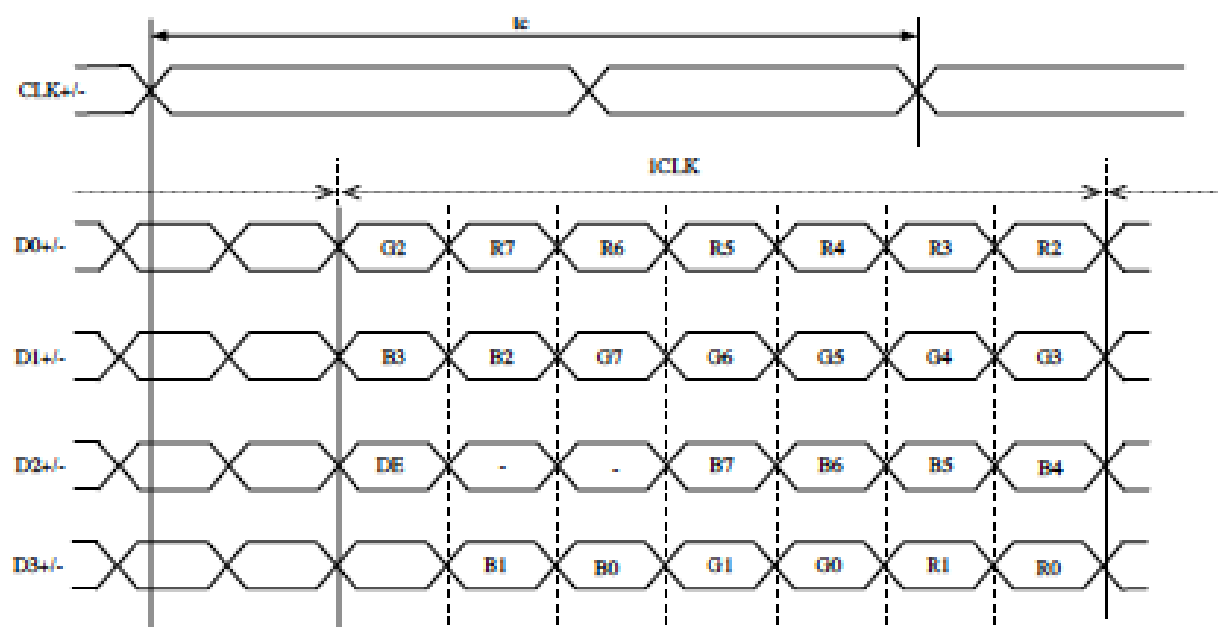 tc
CLK+/-
1CLK
D0+/- G2 R7 R6 R5 R4 R3 R2
D1+/- B3 B2 G7 G6 G5 G4 G3
D2+/- DE - - B7 B6 B5 B4
D3+/- B1 B0 G1 G0 R1 R0